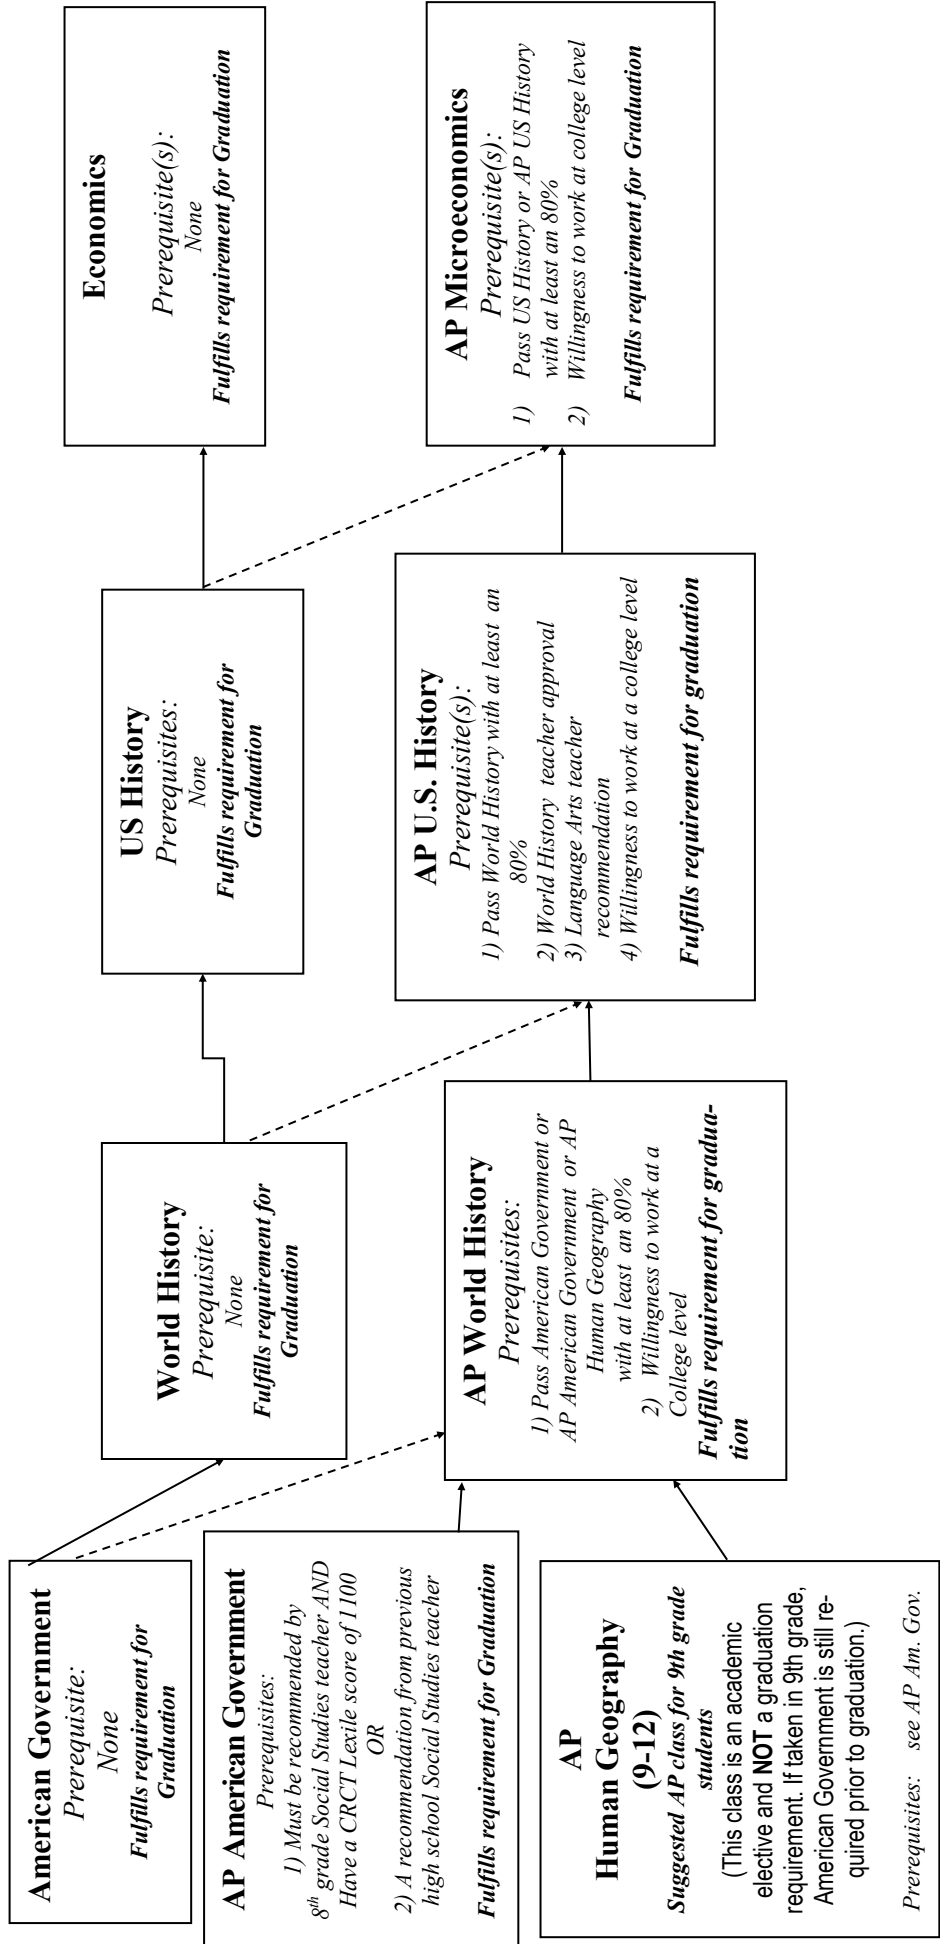 American Government
Prerequisite:
None
Fulfills requirement for
Graduation
AP American Government
Prerequisites:
1) Must be recommended by
8th grade Social Studies teacher AND
Have a CRCT Lexile score of 1100
OR
2) A recommendation from previous
high school Social Studies teacher
Fulfills requirement for Graduation
AP
Human Geography
(9-12)
Suggested AP class for 9th grade
students
(This class is an academic
elective and NOT a graduation
requirement. If taken in 9th grade,
American Government is still re-
quired prior to graduation.)
Prerequisites: see AP Am. Gov.
World History
Prerequisite:
None
Fulfills requirement for
Graduation
AP World History
Prerequisites:
1) Pass American Government or
AP American Government or AP
Human Geography
with at least an 80%
2) Willingness to work at a
College level
Fulfills requirement for gradua-
tion
US History
Prerequisites:
None
Fulfills requirement for
Graduation
AP U.S. History
Prerequisite(s):
1) Pass World History with at least an
80%
2) World History teacher approval
3) Language Arts teacher
recommendation
4) Willingness to work at a college level
Fulfills requirement for graduation
Economics
Prerequisite(s):
None
Fulfills requirement for Graduation
AP Microeconomics
Prerequisite(s):
1) Pass US History or AP US History
with at least an 80%
2) Willingness to work at college level
Fulfills requirement for Graduation